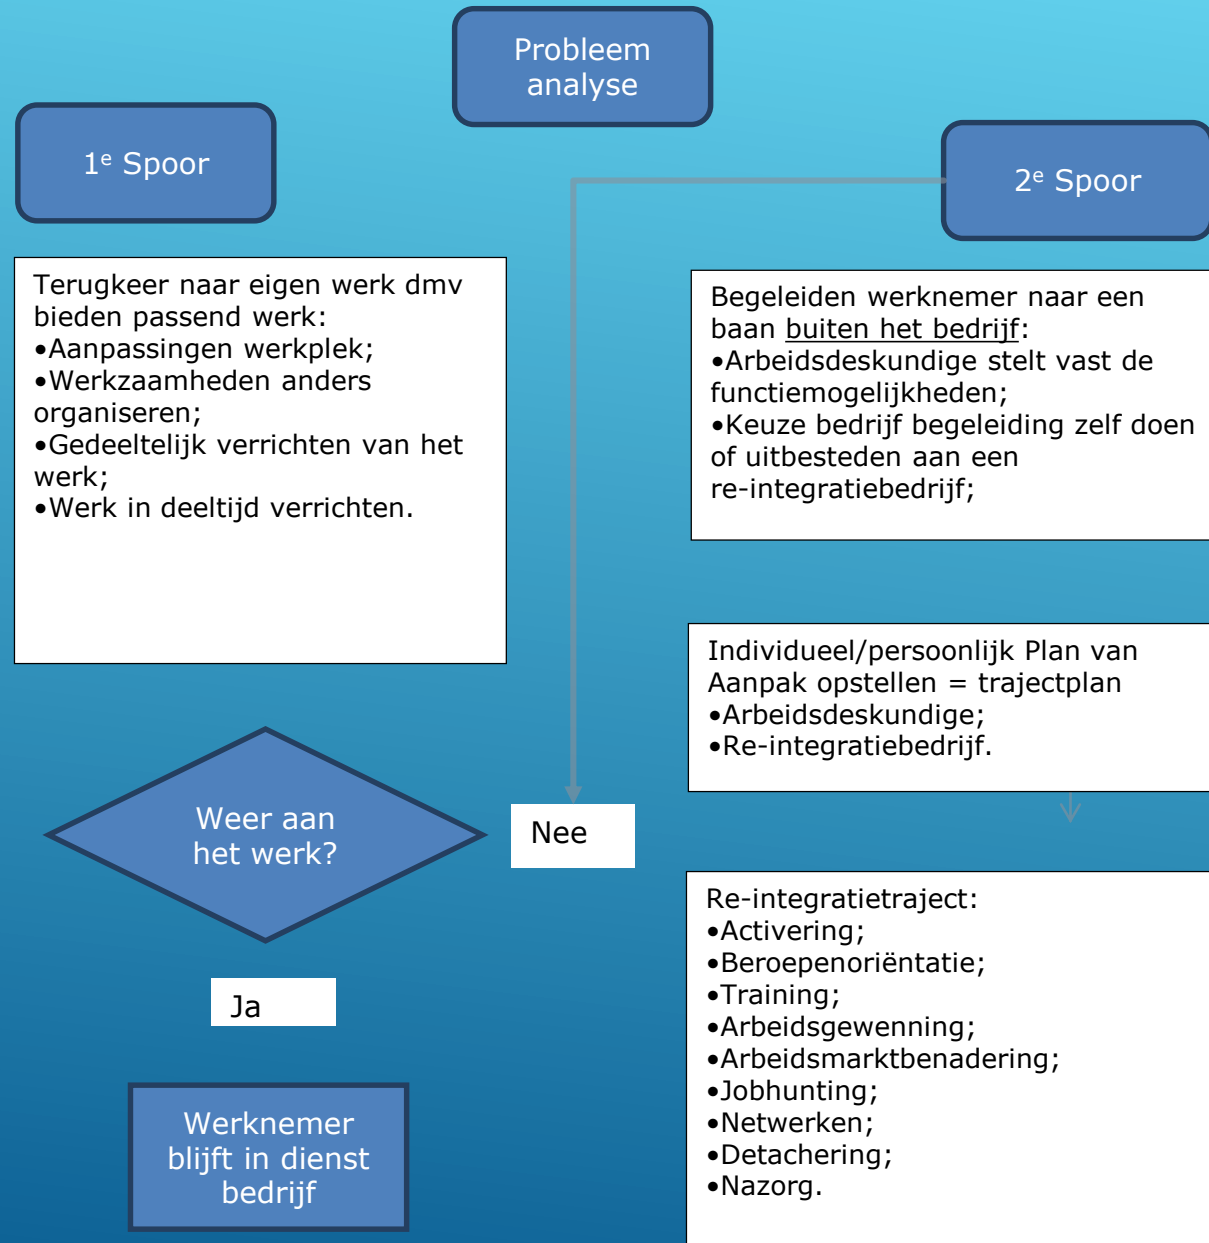 Probleem
analyse
1e Spoor
2e Spoor
Terugkeer naar eigen werk dmv
bieden passend werk:
•Aanpassingen werkplek;
•Werkzaamheden anders
organiseren;
•Gedeeltelijk verrichten van het
werk;
•Werk in deeltijd verrichten.
Begeleiden werknemer naar een
baan buiten het bedrijf:
•Arbeidsdeskundige stelt vast de
functiemogelijkheden;
•Keuze bedrijf begeleiding zelf doen
of uitbesteden aan een
re-integratiebedrijf;
Individueel/persoonlijk Plan van
Aanpak opstellen = trajectplan
•Arbeidsdeskundige;
•Re-integratiebedrijf.
Weer aan
het werk?
Nee
Ja
Werknemer
blijft in dienst
bedrijf
Re-integratietraject:
•Activering;
•Beroepenoriëntatie;
•Training;
•Arbeidsgewenning;
•Arbeidsmarktbenadering;
•Jobhunting;
•Netwerken;
•Detachering;
•Nazorg.